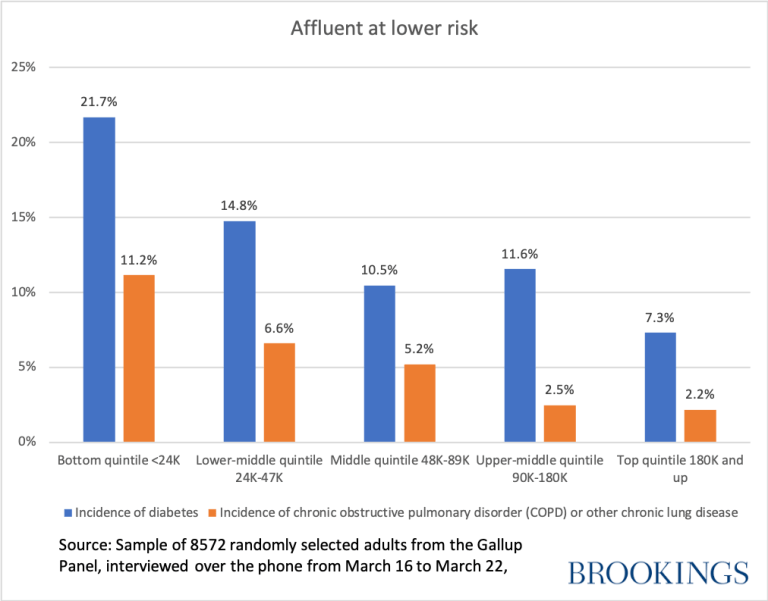 Affluent at lower risk
25%
21.7%
20%
14.8%
15%
11.2%
11.6%
10.5%
10%
7.3%
6.6%
5.2%
5%
2.5%
2.2%
0%
Bottom quintile <24K
Lower-middle quintile
24K-47K
Middle quintile 48K-89K
Upper-middle quintile
90K-180K
Top quintile 180K and
up
Incidence of diabetes
Incidence of chronic obstructive pulmonary disorder (COPD) or other chronic lung disease
Source: Sample of 8572 randomly selected adults from the Gallup
Panel, interviewed over the phone from March 16 to March 22,
BROOKINGS